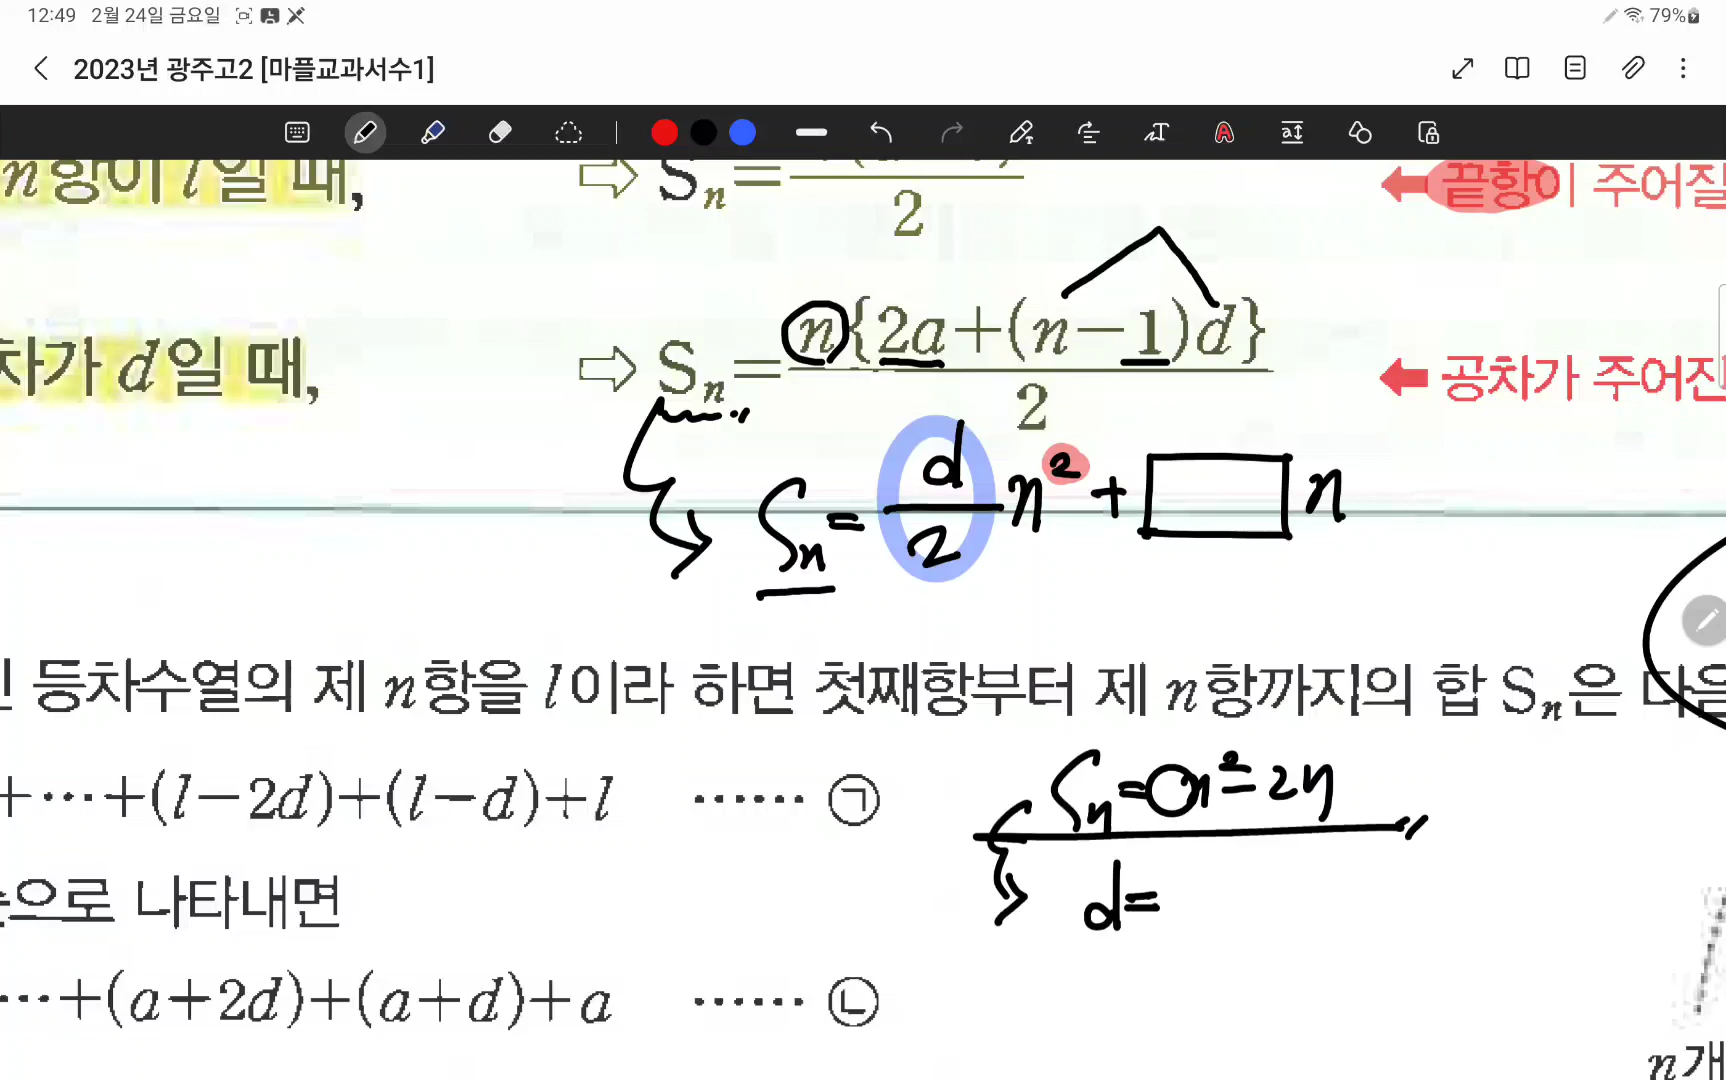 12:49 2월 24일 금요일 79%
2023년 광주고2 [마플교과서수1]
n항이 l일 때, ⇨ Sₙ= 2 ← 끝항이 주어질
차가 d일 때, ⇨ Sₙ= n{2a+(n-1)d} / 2 ← 공차가 주어진
Sn = d/2 n² + □ n
등차수열의 제 n항을 l이라 하면 첫째항부터 제 n항까지의 합 Sₙ은 다음
+⋯+(l-2d)+(l-d)+l ⋯⋯ ㉠
Sn = ○n² - 2n
으로 나타내면
d=
⋯+(a+2d)+(a+d)+a ⋯⋯ ㉡
n개